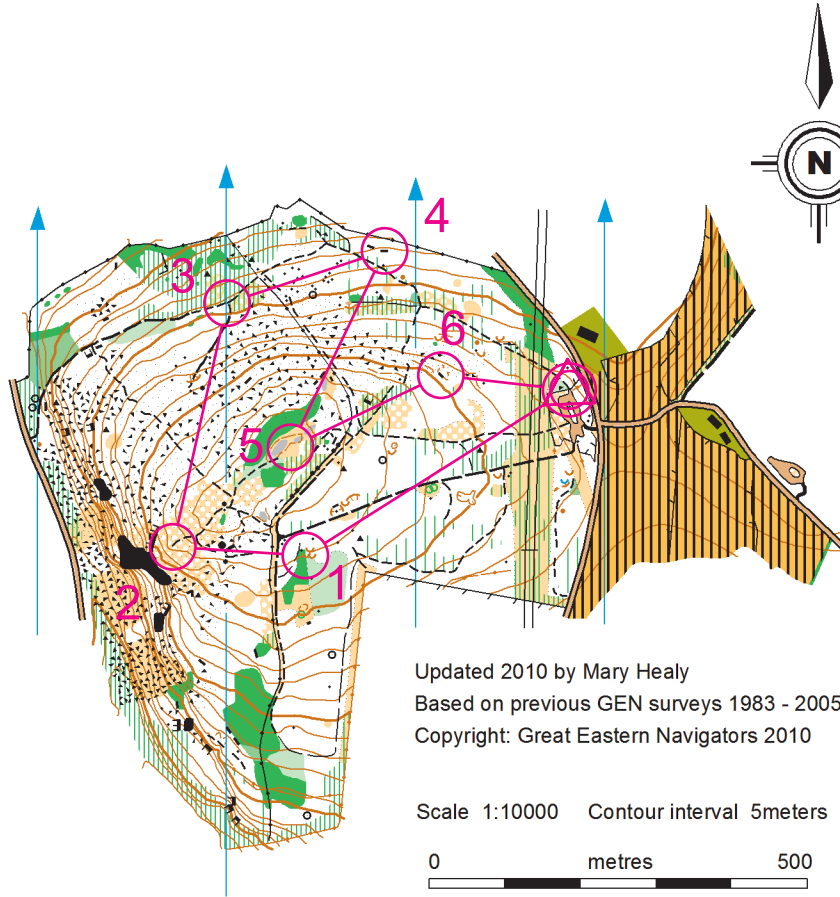 N
4
3
6
5
1
2
Updated 2010 by Mary Healy
Based on previous GEN surveys 1983 - 2005
Copyright: Great Eastern Navigators 2010
Scale 1:10000 Contour interval 5meters
0 metres 500